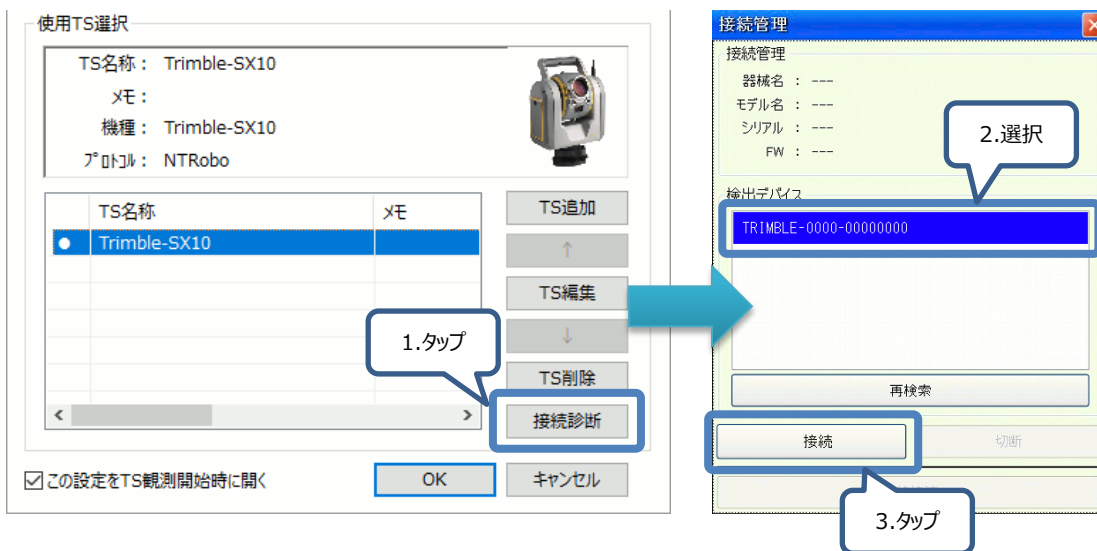 使用TS選択
TS名称： Trimble-SX10
メモ：
機種： Trimble-SX10
プロトコル： NTRobo
TS名称 メモ
● Trimble-SX10
TS追加
↑
TS編集
↓
TS削除
接続診断
1.タップ
☑この設定をTS観測開始時に開く
OK
キャンセル
接続管理
接続管理
器械名 : ---
モデル名 : ---
シリアル : ---
FW : ---
2.選択
検出デバイス
TRIMBLE-0000-00000000
再検索
接続
切断
3.タップ